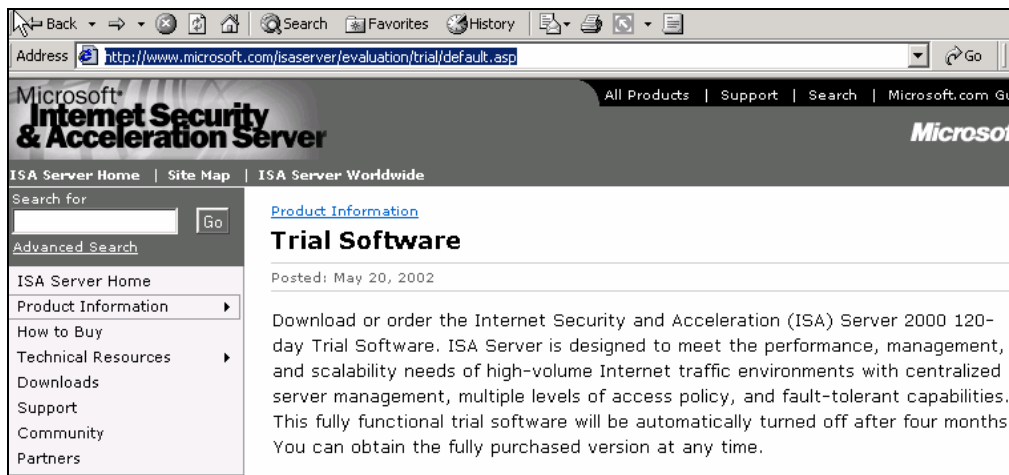 Back Search Favorites History
Address http://www.microsoft.com/isaserver/evaluation/trial/default.asp Go
Microsoft
Internet Security
& Acceleration Server
All Products | Support | Search | Microsoft.com Gu
Microsof
ISA Server Home | Site Map | ISA Server Worldwide
Search for
Go
Advanced Search
ISA Server Home
Product Information
How to Buy
Technical Resources
Downloads
Support
Community
Partners
Product Information
Trial Software
Posted: May 20, 2002
Download or order the Internet Security and Acceleration (ISA) Server 2000 120-
day Trial Software. ISA Server is designed to meet the performance, management,
and scalability needs of high-volume Internet traffic environments with centralized
server management, multiple levels of access policy, and fault-tolerant capabilities.
This fully functional trial software will be automatically turned off after four months
You can obtain the fully purchased version at any time.